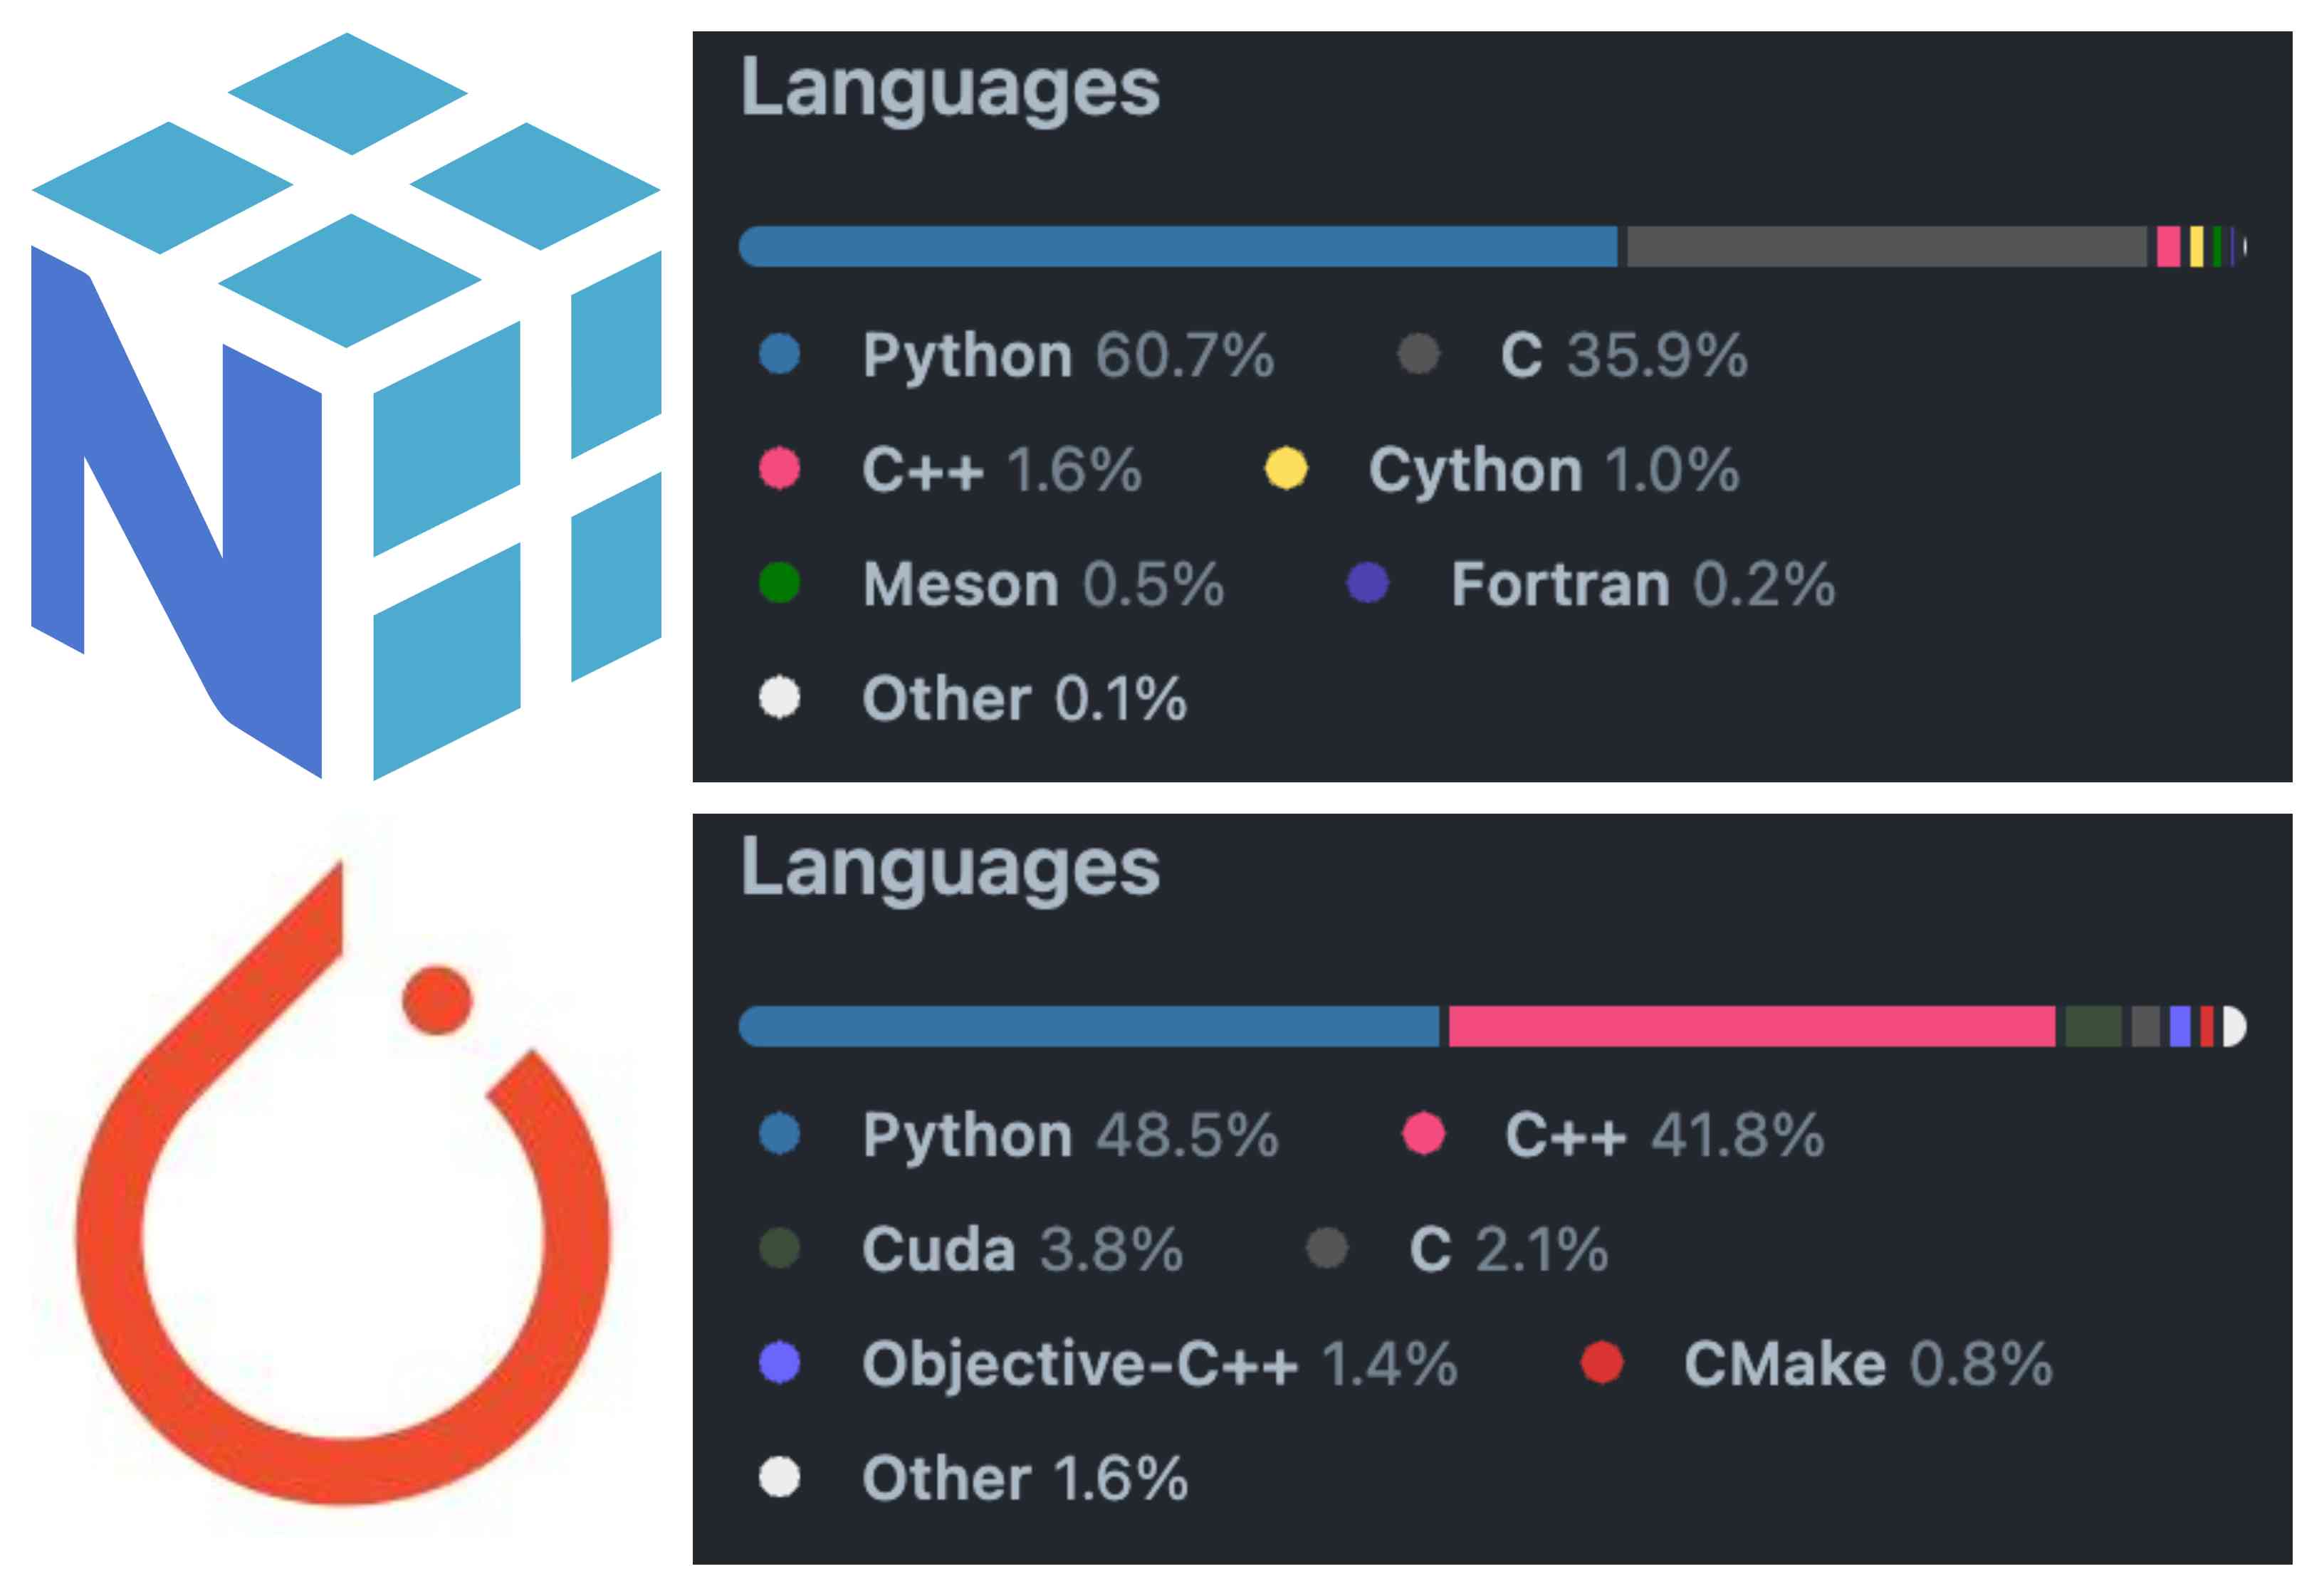 Languages
Python 60.7% C 35.9%
C++ 1.6% Cython 1.0%
Meson 0.5% Fortran 0.2%
Other 0.1%
Languages
Python 48.5% C++ 41.8%
Cuda 3.8% C 2.1%
Objective-C++ 1.4% CMake 0.8%
Other 1.6%